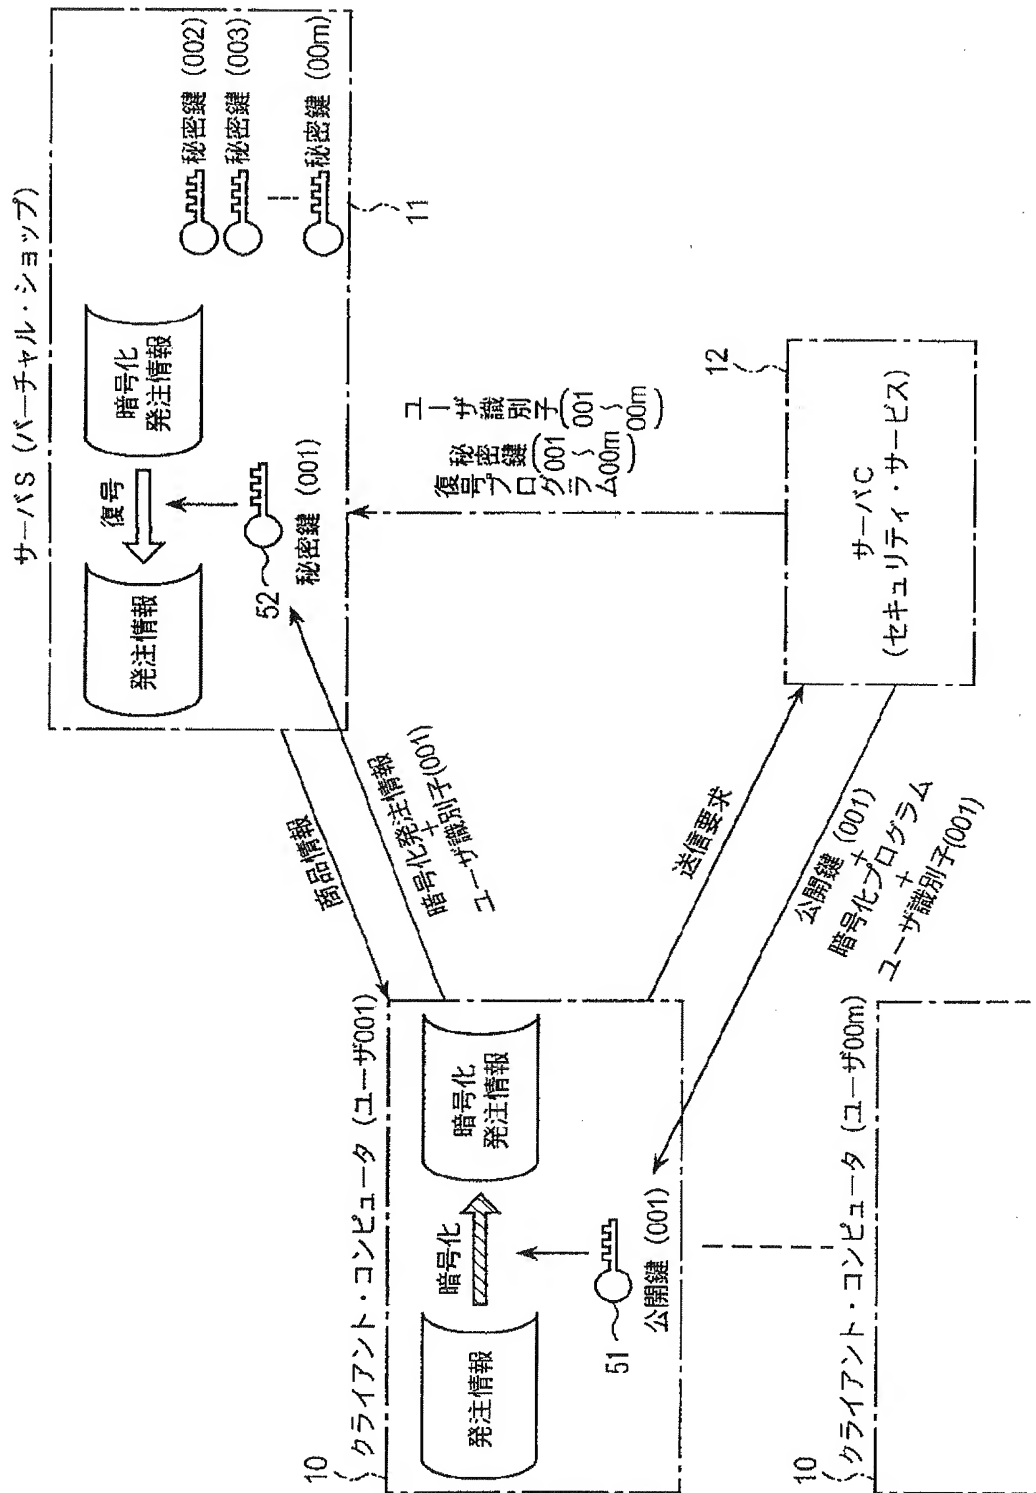 サーバS (バーチャル・ショップ)
発注情報
復号
暗号化
発注情報
52
秘密鍵 (001)
秘密鍵 (002)
秘密鍵 (003)
秘密鍵 (00m)
11
商品情報
暗号化発注情報
+
ユーザ識別子(001)
復号プログラム
秘密鍵(001～00m)
ユーザ識別子(001～00m)
12
サーバC
(セキュリティ・サービス)
送信要求
公開鍵 (001)
+
暗号化プログラム
+
ユーザ識別子(001)
10
クライアント・コンピュータ (ユーザ001)
発注情報
暗号化
暗号化
発注情報
51
公開鍵 (001)
10
クライアント・コンピュータ (ユーザ00m)